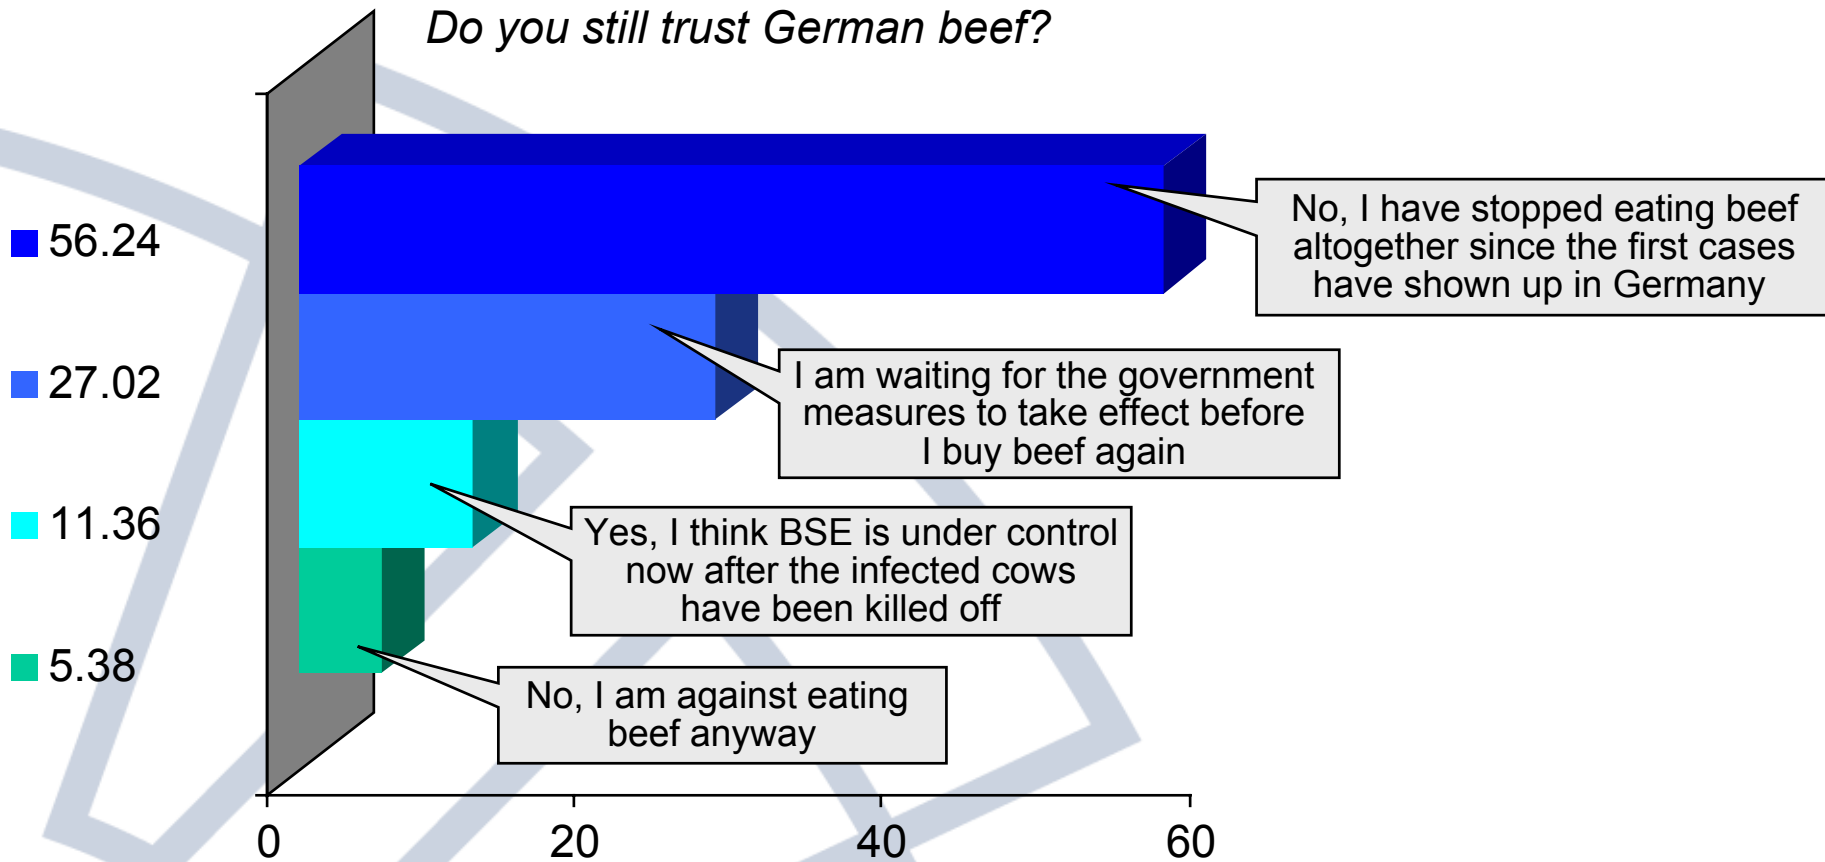 Do you still trust German beef?
56.24
27.02
11.36
5.38
No, I have stopped eating beef
altogether since the first cases
have shown up in Germany
I am waiting for the government
measures to take effect before
I buy beef again
Yes, I think BSE is under control
now after the infected cows
have been killed off
No, I am against eating
beef anyway
0 20 40 60